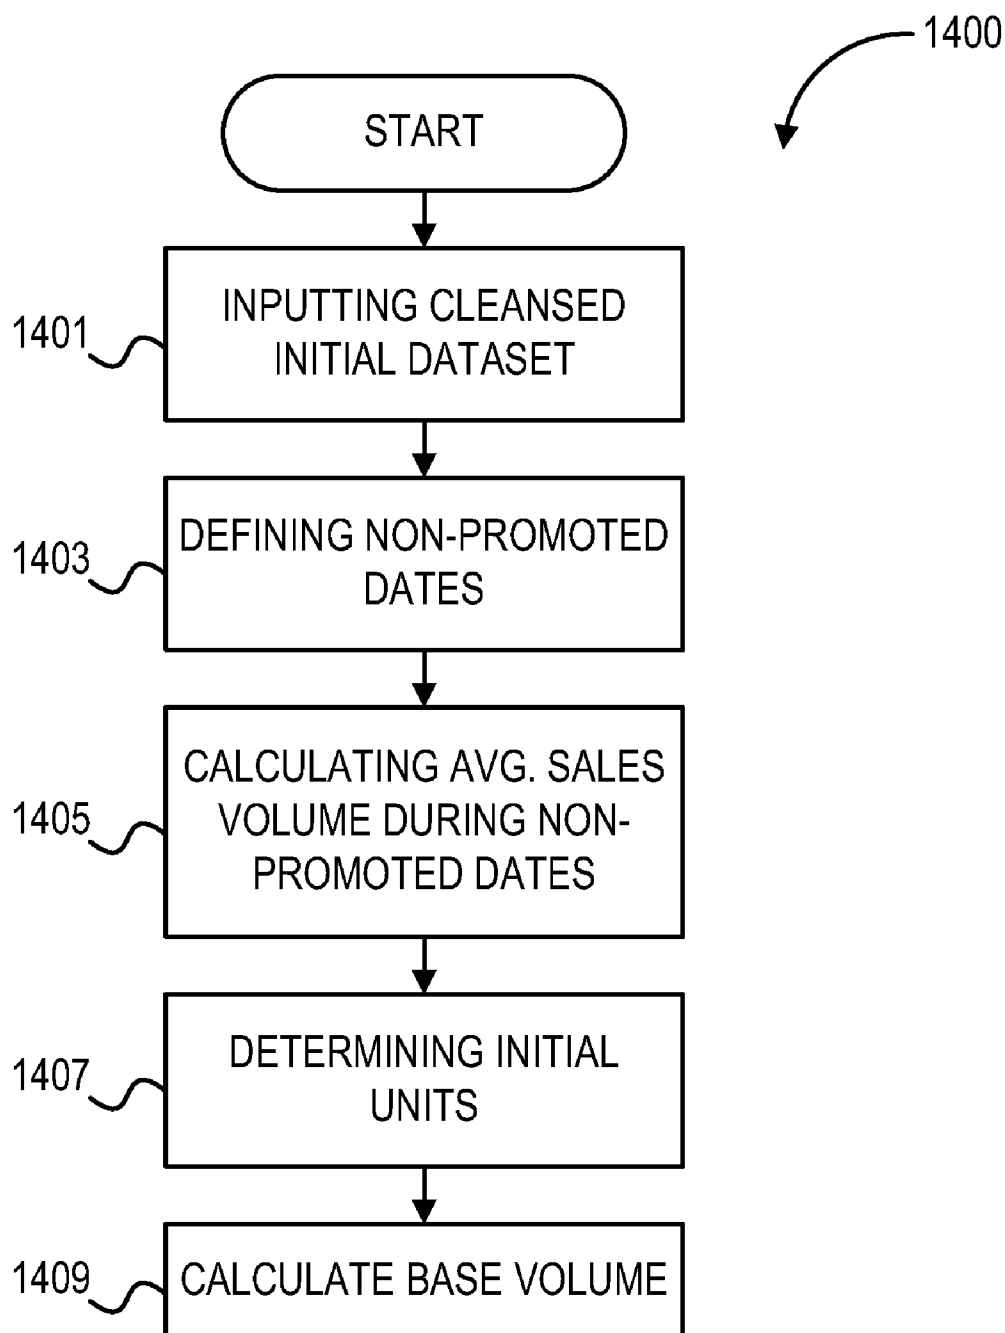 1400
START
1401
INPUTTING CLEANSED
INITIAL DATASET
1403
DEFINING NON-PROMOTED
DATES
1405
CALCULATING AVG. SALES
VOLUME DURING NON-
PROMOTED DATES
1407
DETERMINING INITIAL
UNITS
1409
CALCULATE BASE VOLUME